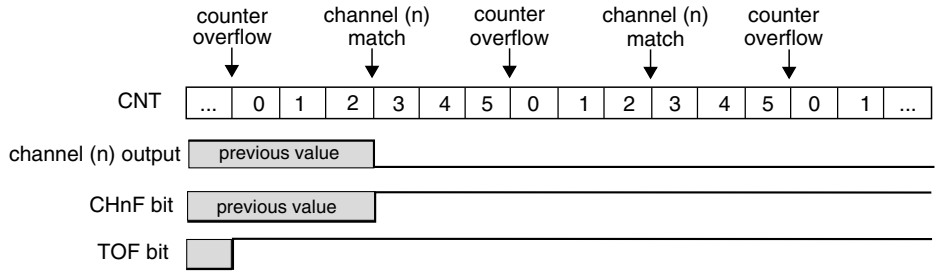 counter overflow
channel (n) match
counter overflow
channel (n) match
counter overflow
CNT ... 0 1 2 3 4 5 0 1 2 3 4 5 0 1 ...
channel (n) output previous value
CHnF bit previous value
TOF bit